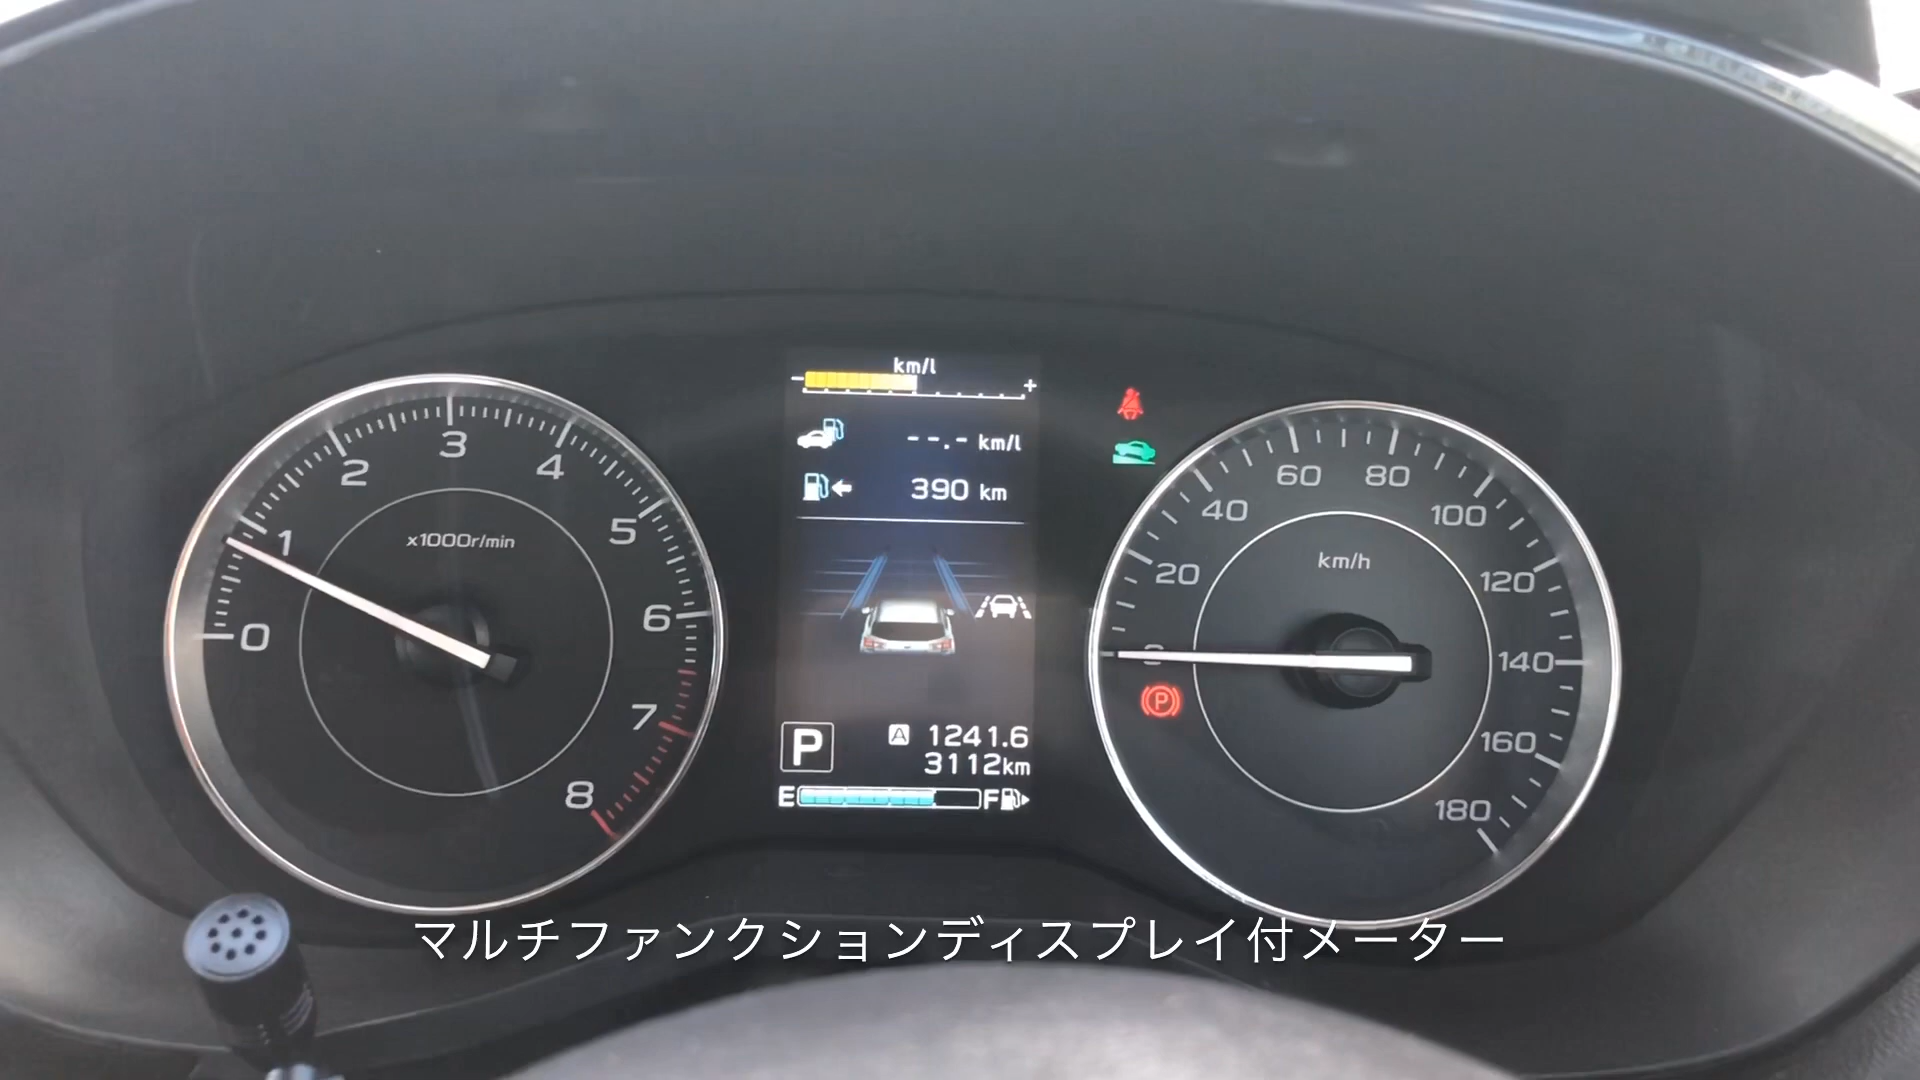 km/l
- +
--.- km/l
390 km
0 1 2 3 4 5 6 7 8
x1000r/min
0 20 40 60 80 100 120 140 160 180
km/h
P
P
A 1241.6
3112km
E F
マルチファンクションディスプレイ付メーター